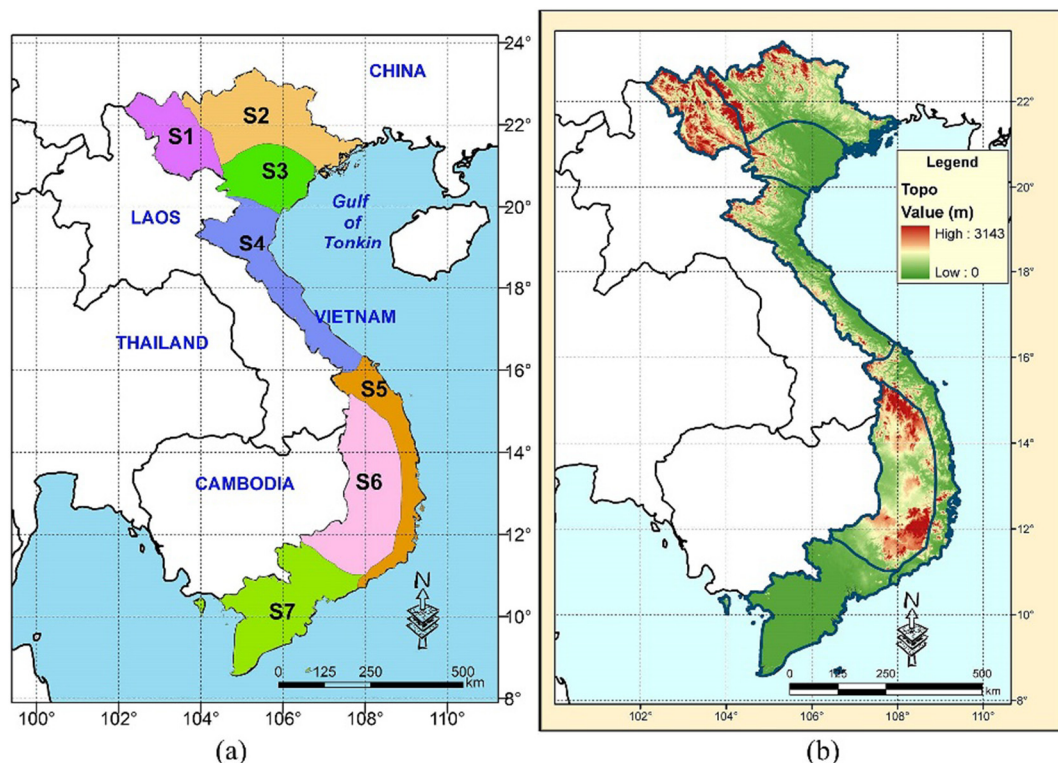 24°
CHINA
S1
S2
22°
S3
LAOS
Gulf
of
Tonkin
20°
S4
18°
VIETNAM
THAILAND
16°
S5
14°
CAMBODIA
S6
12°
N
S7
10°
0 125 250 500
km
8°
100° 102° 104° 106° 108° 110°
(a)
22°
Legend
Topo
Value (m)
High : 3143
Low : 0
20°
18°
16°
14°
12°
N
10°
0 125 250 500
km
8°
102° 104° 106° 108° 110°
(b)